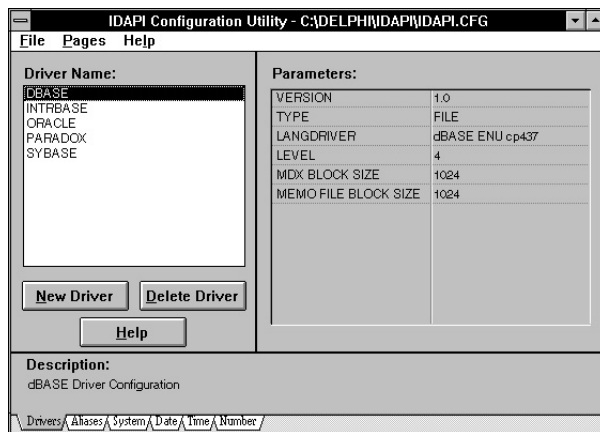 IDAPI Configuration Utility - C:\DELPHI\IDAPI\IDAPI.CFG
File Pages Help
Driver Name:
DBASE
INTRBASE
ORACLE
PARADOX
SYBASE
New Driver Delete Driver
Help
Parameters:
VERSION 1.0
TYPE FILE
LANGDRIVER dBASE ENU cp437
LEVEL 4
MDX BLOCK SIZE 1024
MEMO FILE BLOCK SIZE 1024
Description:
dBASE Driver Configuration
Drivers Aliases System Date Time Number